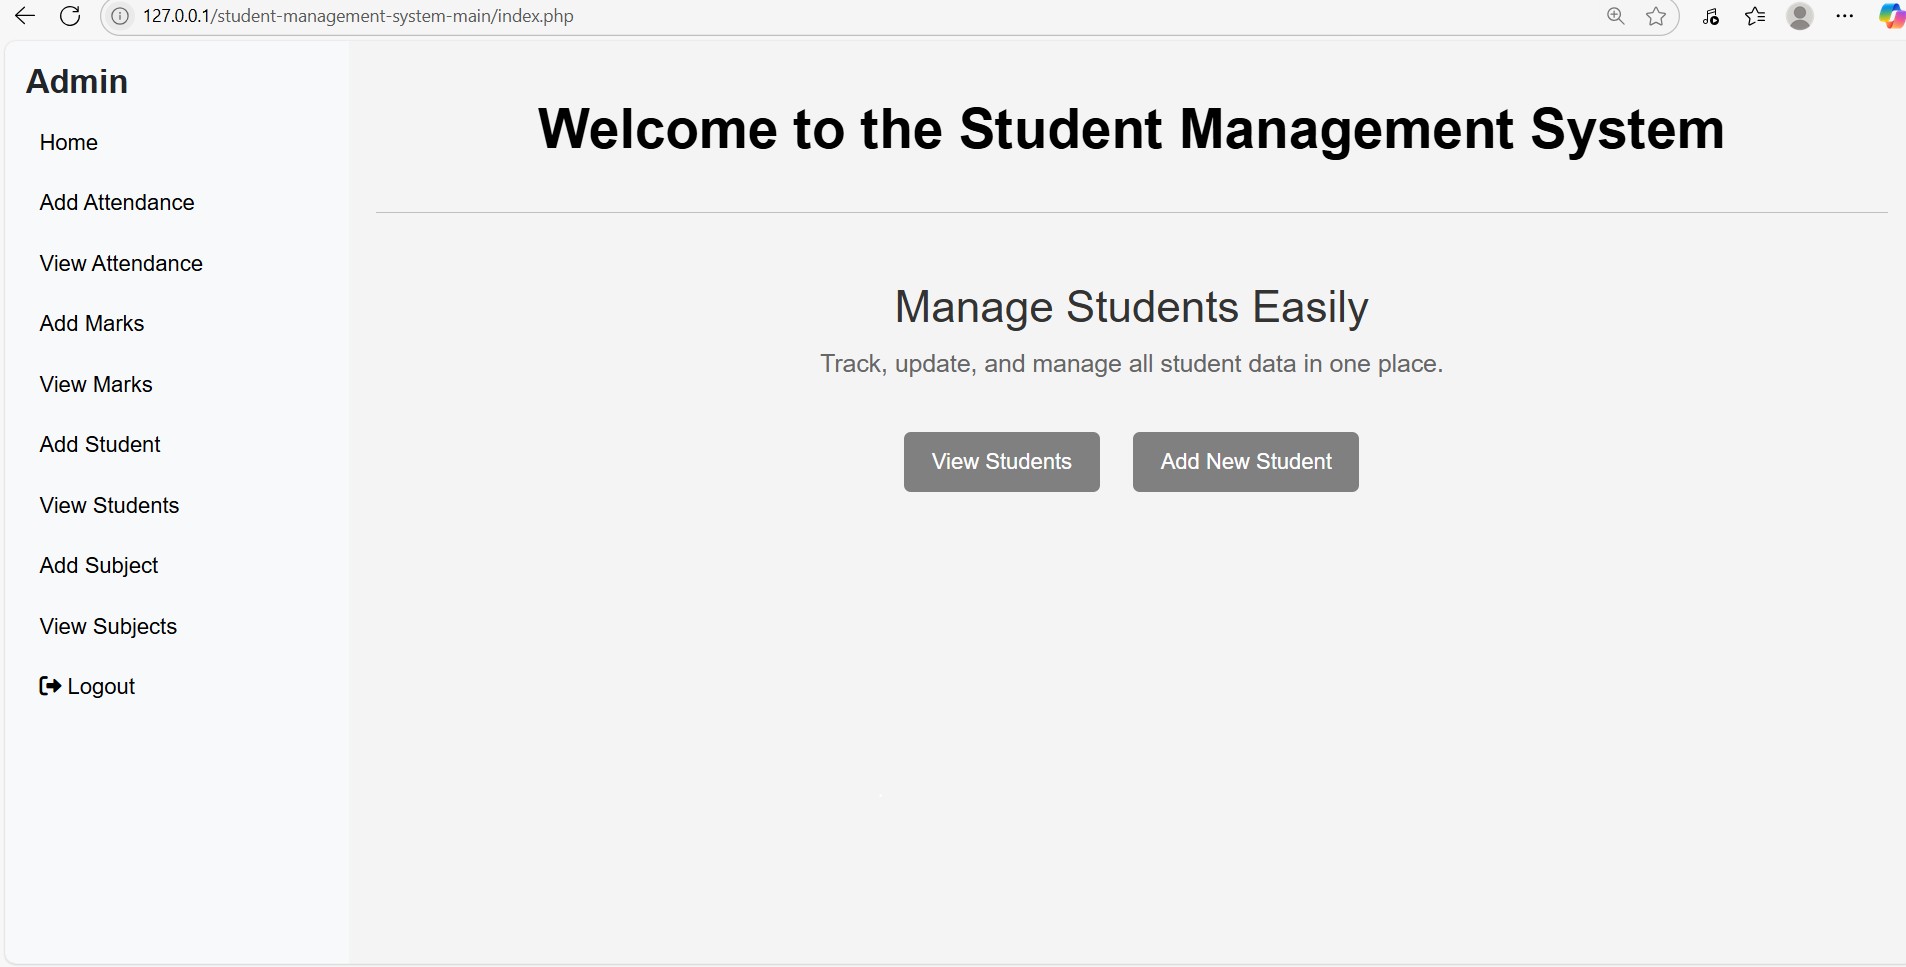 127.0.0.1/student-management-system-main/index.php
Admin
Home
Add Attendance
View Attendance
Add Marks
View Marks
Add Student
View Students
Add Subject
View Subjects
Logout
Welcome to the Student Management System
Manage Students Easily
Track, update, and manage all student data in one place.
View Students
Add New Student